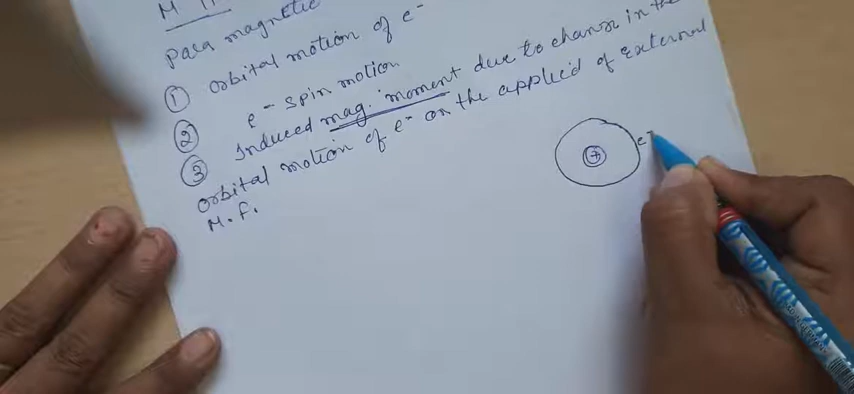 Para magnetic
① Orbital motion of e⁻
② e⁻ spin motion
③ Induced mag. moment due to change in the
Orbital motion of e⁻ on the applied of external
M.F.
+ e⁻